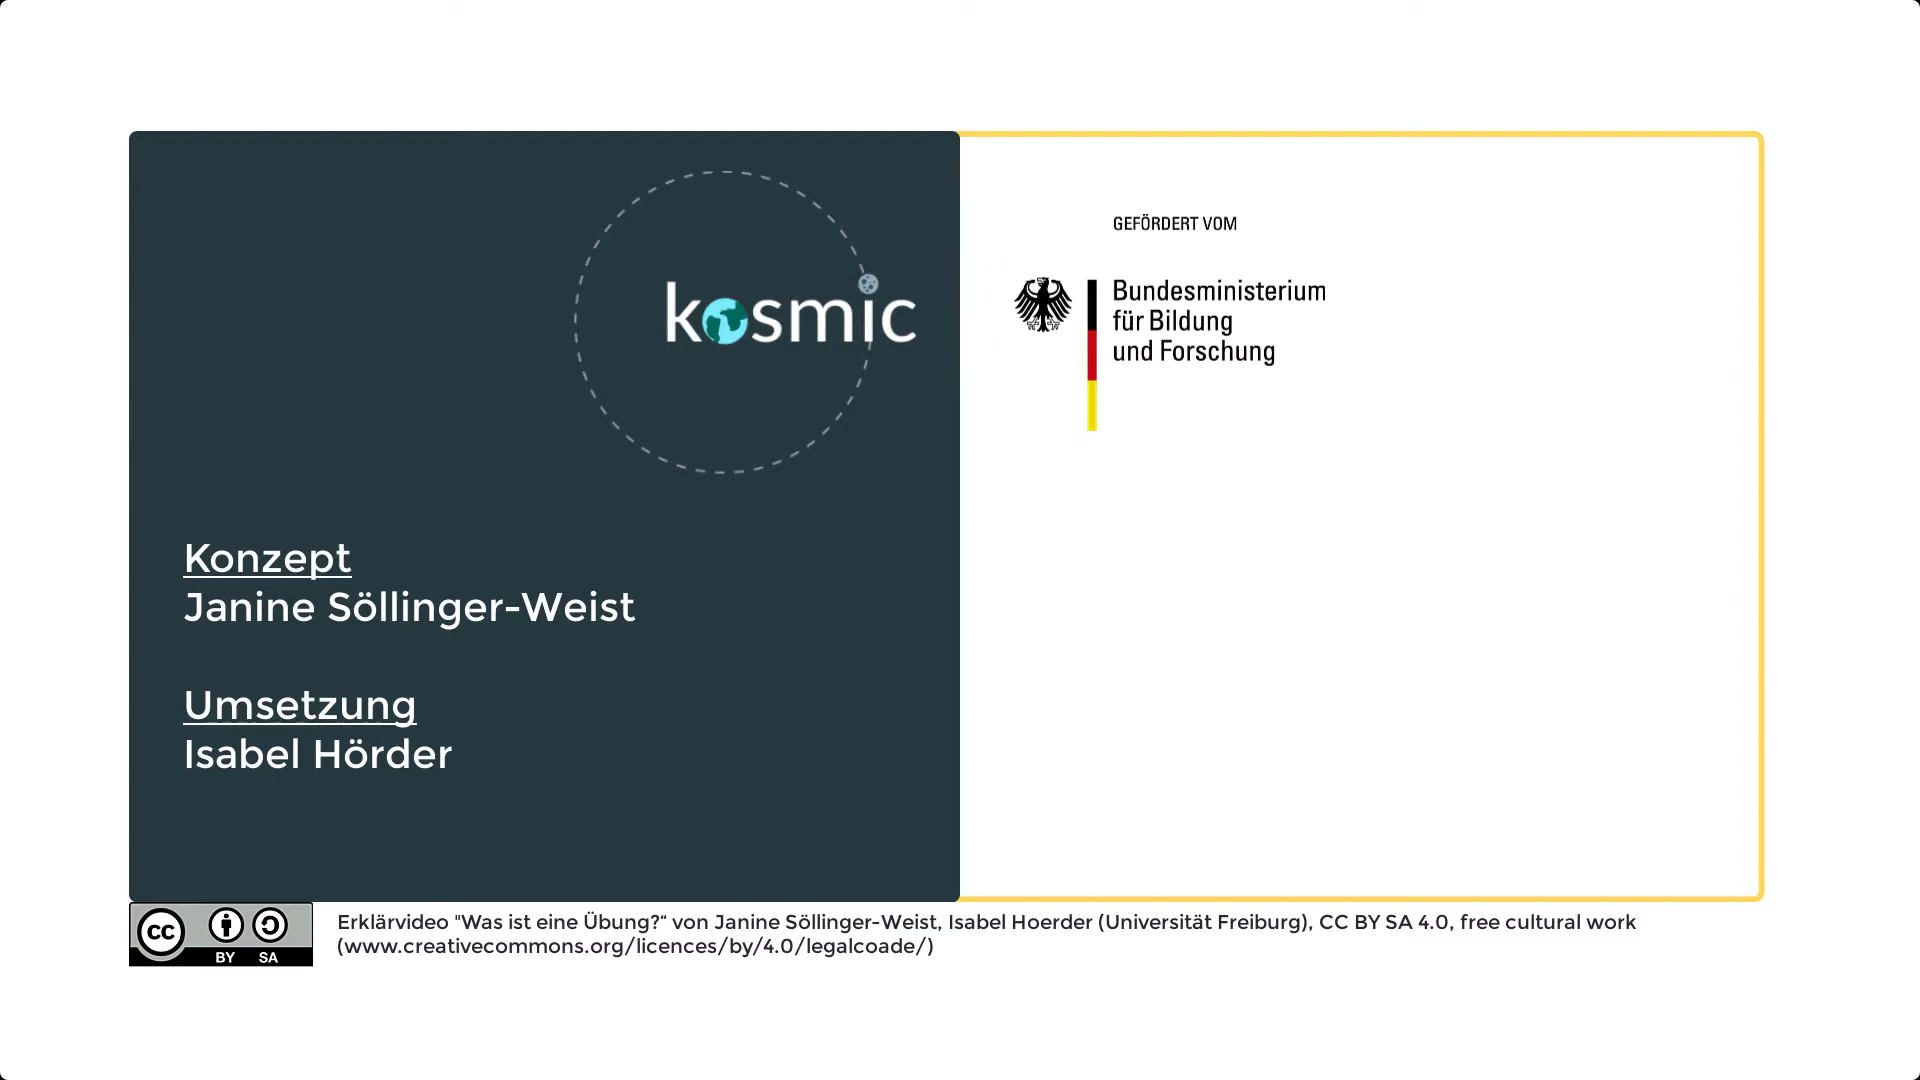 kosmic
Konzept
Janine Söllinger-Weist
Umsetzung
Isabel Hörder
GEFÖRDERT VOM
Bundesministerium
für Bildung
und Forschung
cc
BY SA
Erklärvideo "Was ist eine Übung?“ von Janine Söllinger-Weist, Isabel Hoerder (Universität Freiburg), CC BY SA 4.0, free cultural work
(www.creativecommons.org/licences/by/4.0/legalcoade/)